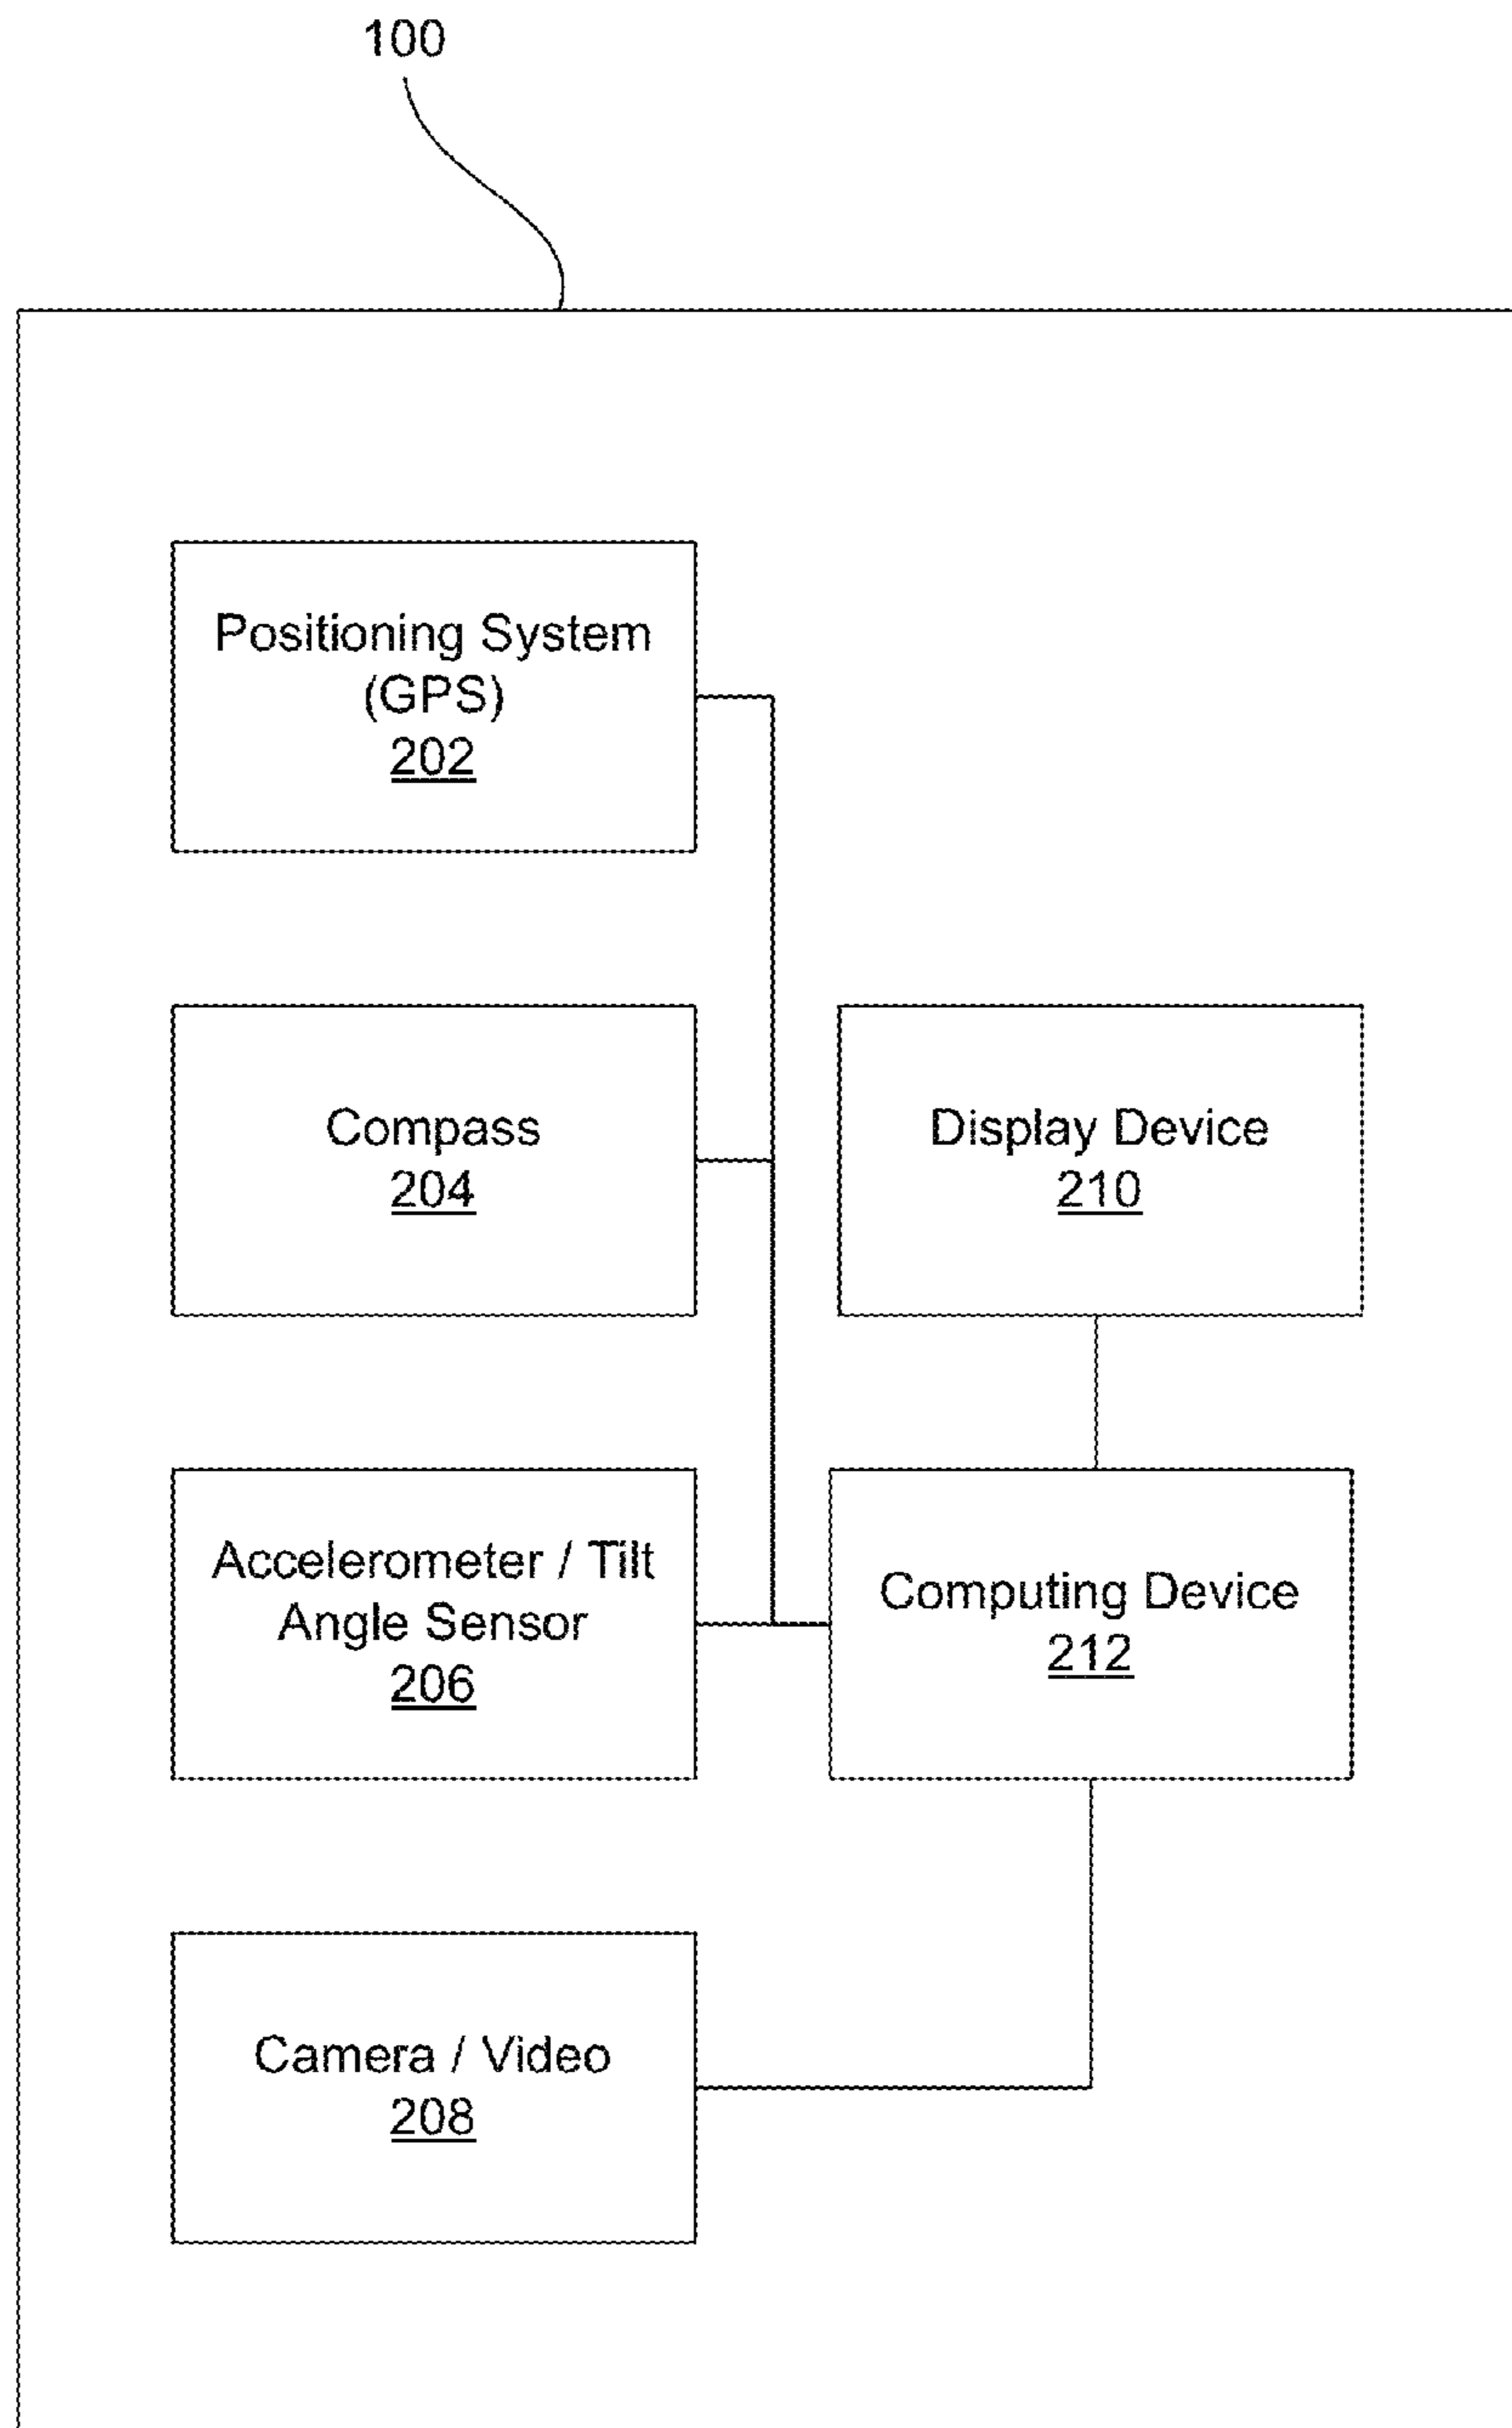 100
Positioning System
(GPS)
202
Compass
204
Display Device
210
Accelerometer / Tilt
Angle Sensor
206
Computing Device
212
Camera / Video
208